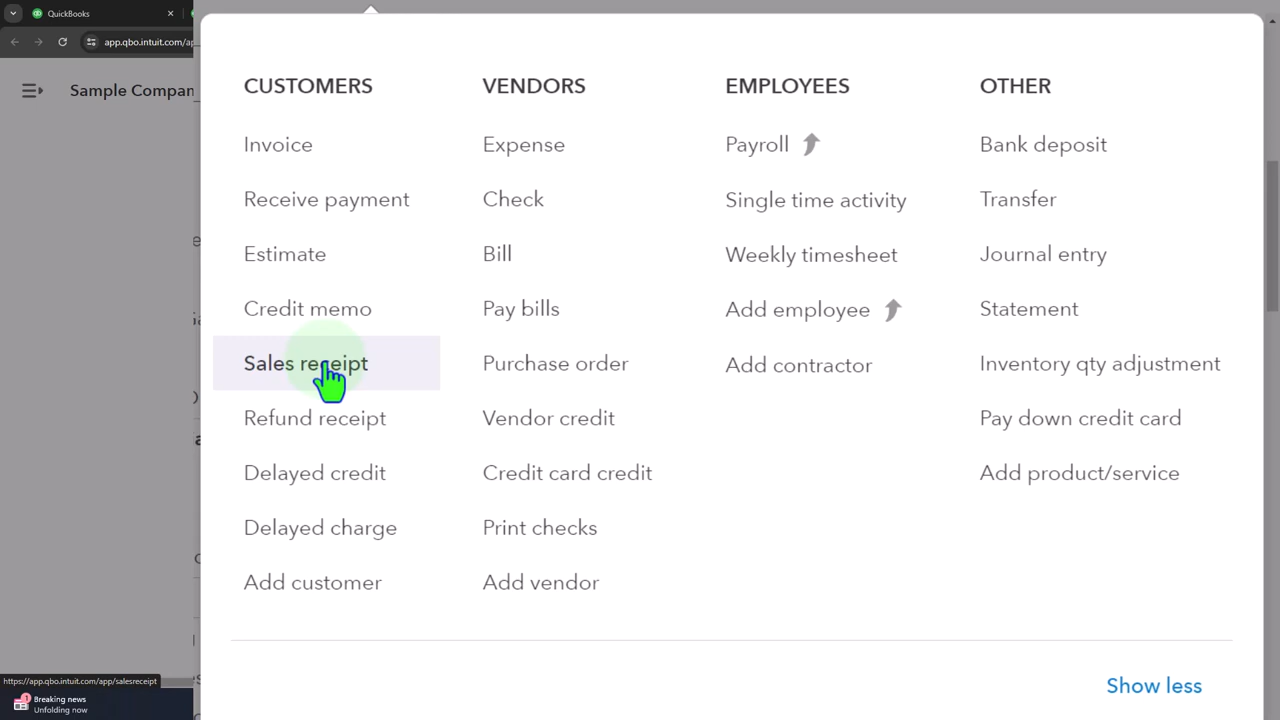 QuickBooks
app.qbo.intuit.com/ap
Sample Compan
CUSTOMERS
Invoice
Receive payment
Estimate
Credit memo
Sales receipt
Refund receipt
Delayed credit
Delayed charge
Add customer
VENDORS
Expense
Check
Bill
Pay bills
Purchase order
Vendor credit
Credit card credit
Print checks
Add vendor
EMPLOYEES
Payroll
Single time activity
Weekly timesheet
Add employee
Add contractor
OTHER
Bank deposit
Transfer
Journal entry
Statement
Inventory qty adjustment
Pay down credit card
Add product/service
Show less
https://app.qbo.intuit.com/app/salesreceipt
1
Breaking news
Unfolding now